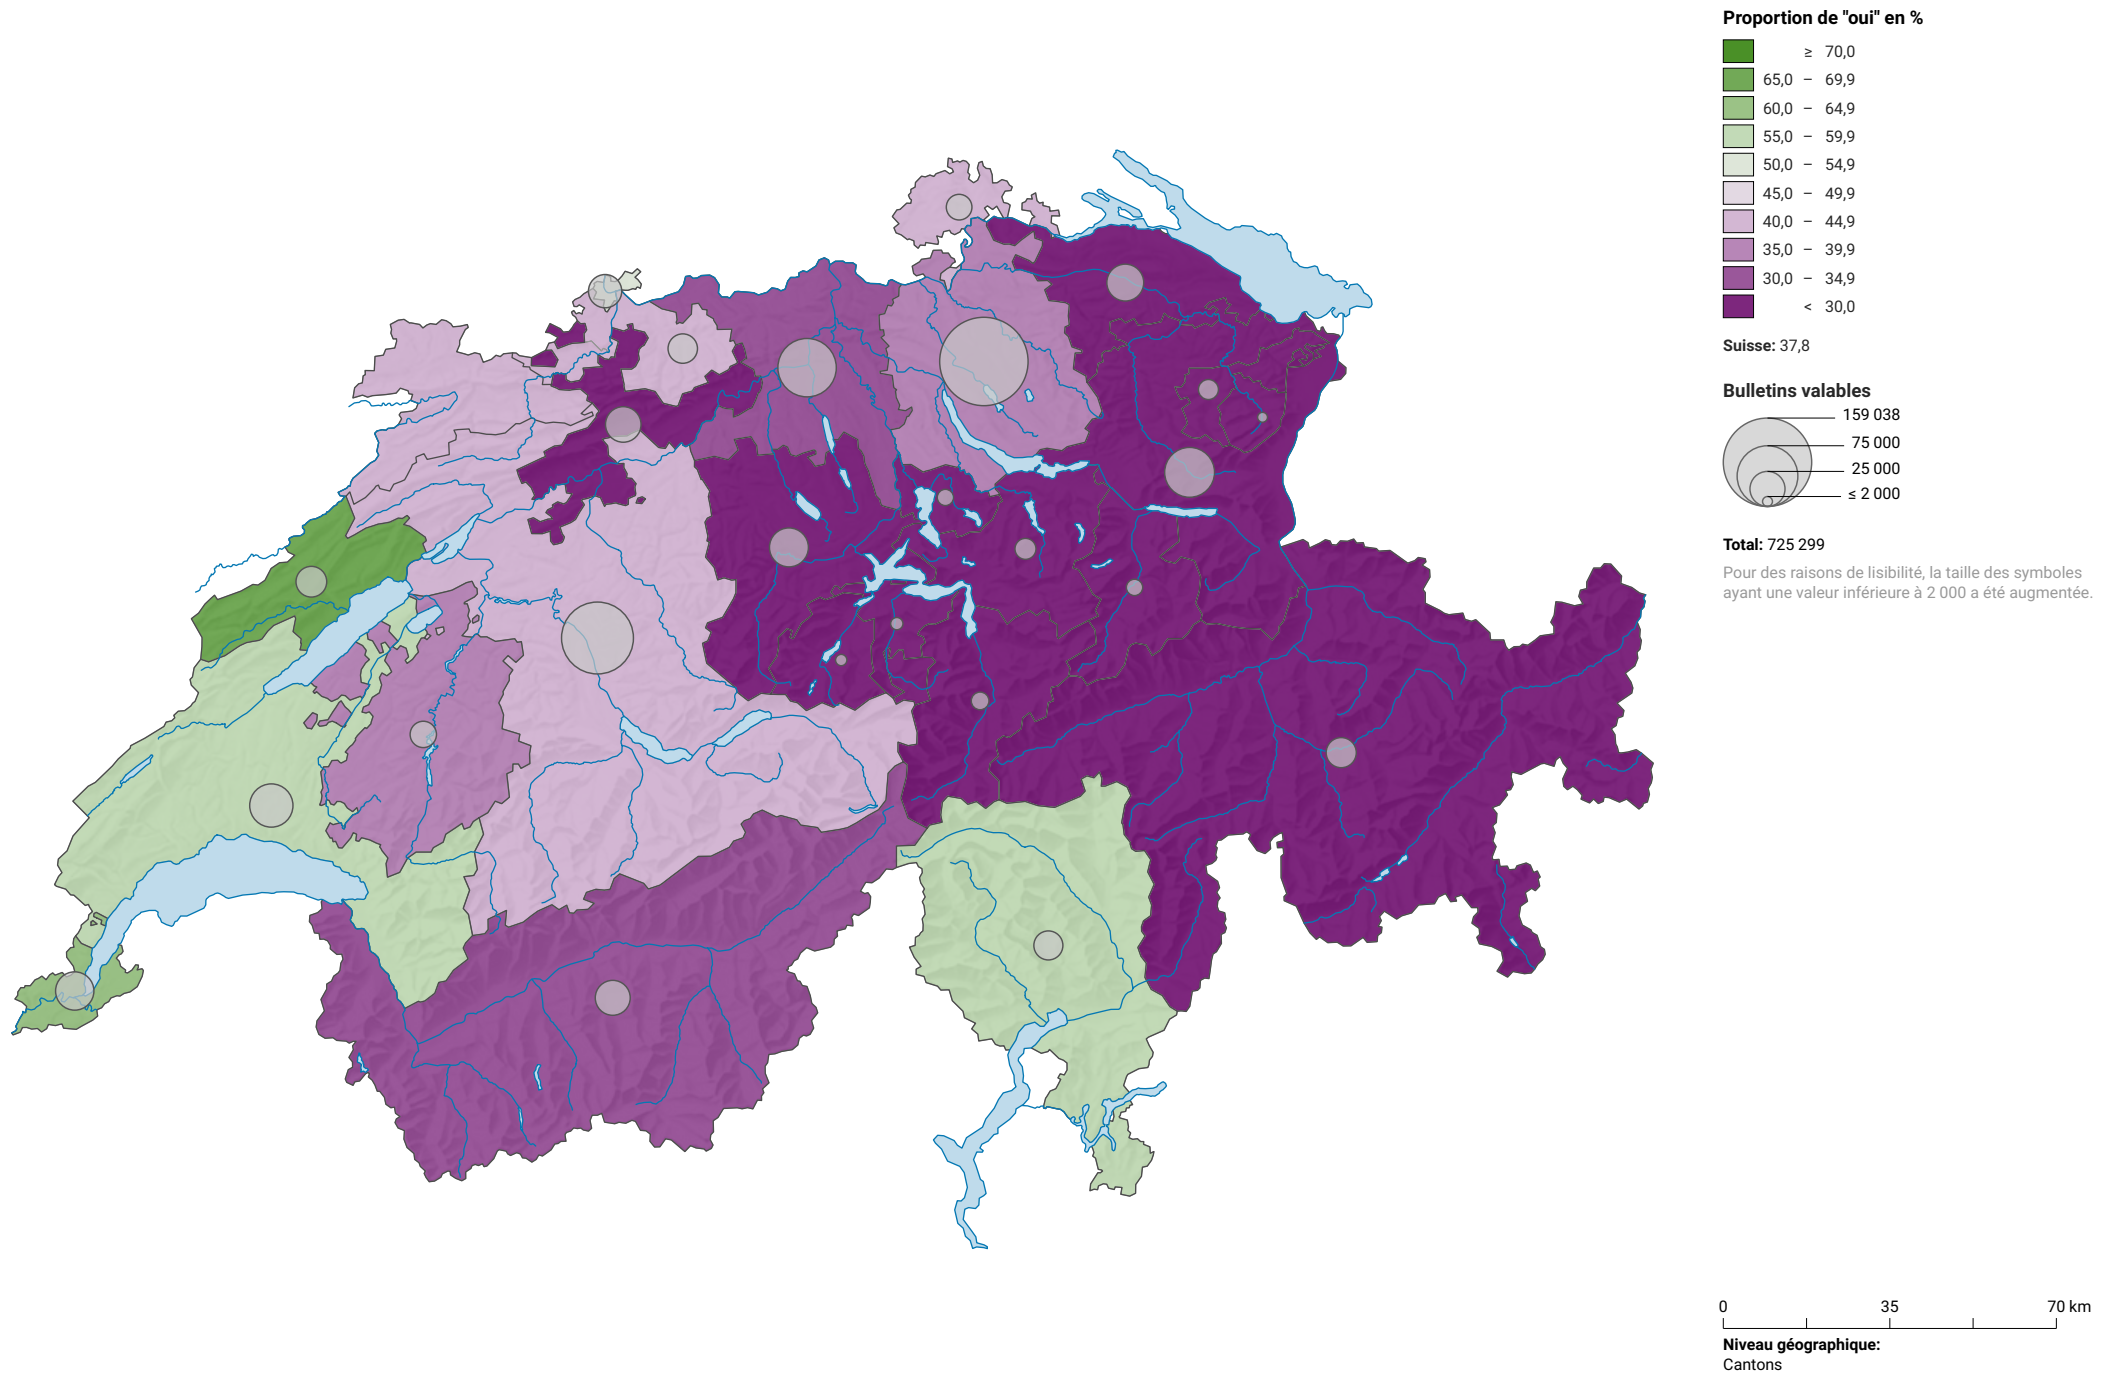 Proportion de "oui" en %
≥ 70,0
65,0 – 69,9
60,0 – 64,9
55,0 – 59,9
50,0 – 54,9
45,0 – 49,9
40,0 – 44,9
35,0 – 39,9
30,0 – 34,9
< 30,0
Suisse: 37,8
Bulletins valables
159 038
75 000
25 000
≤ 2 000
Total: 725 299
Pour des raisons de lisibilité, la taille des symboles
ayant une valeur inférieure à 2 000 a été augmentée.
0 35 70 km
Niveau géographique:
Cantons